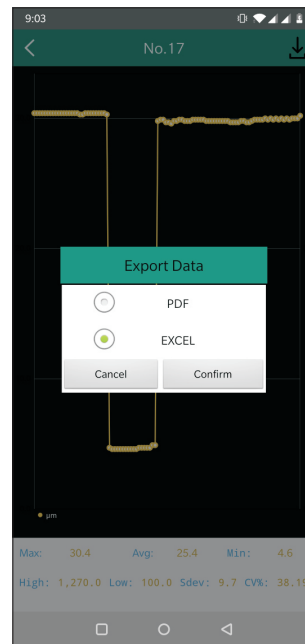 9:03
No.17
Export Data
PDF
EXCEL
Cancel Confirm
μm
Max: 30.4 Avg: 25.4 Min: 4.6
High: 1,270.0 Low: 100.0 Sdev: 9.7 CV%: 38.19